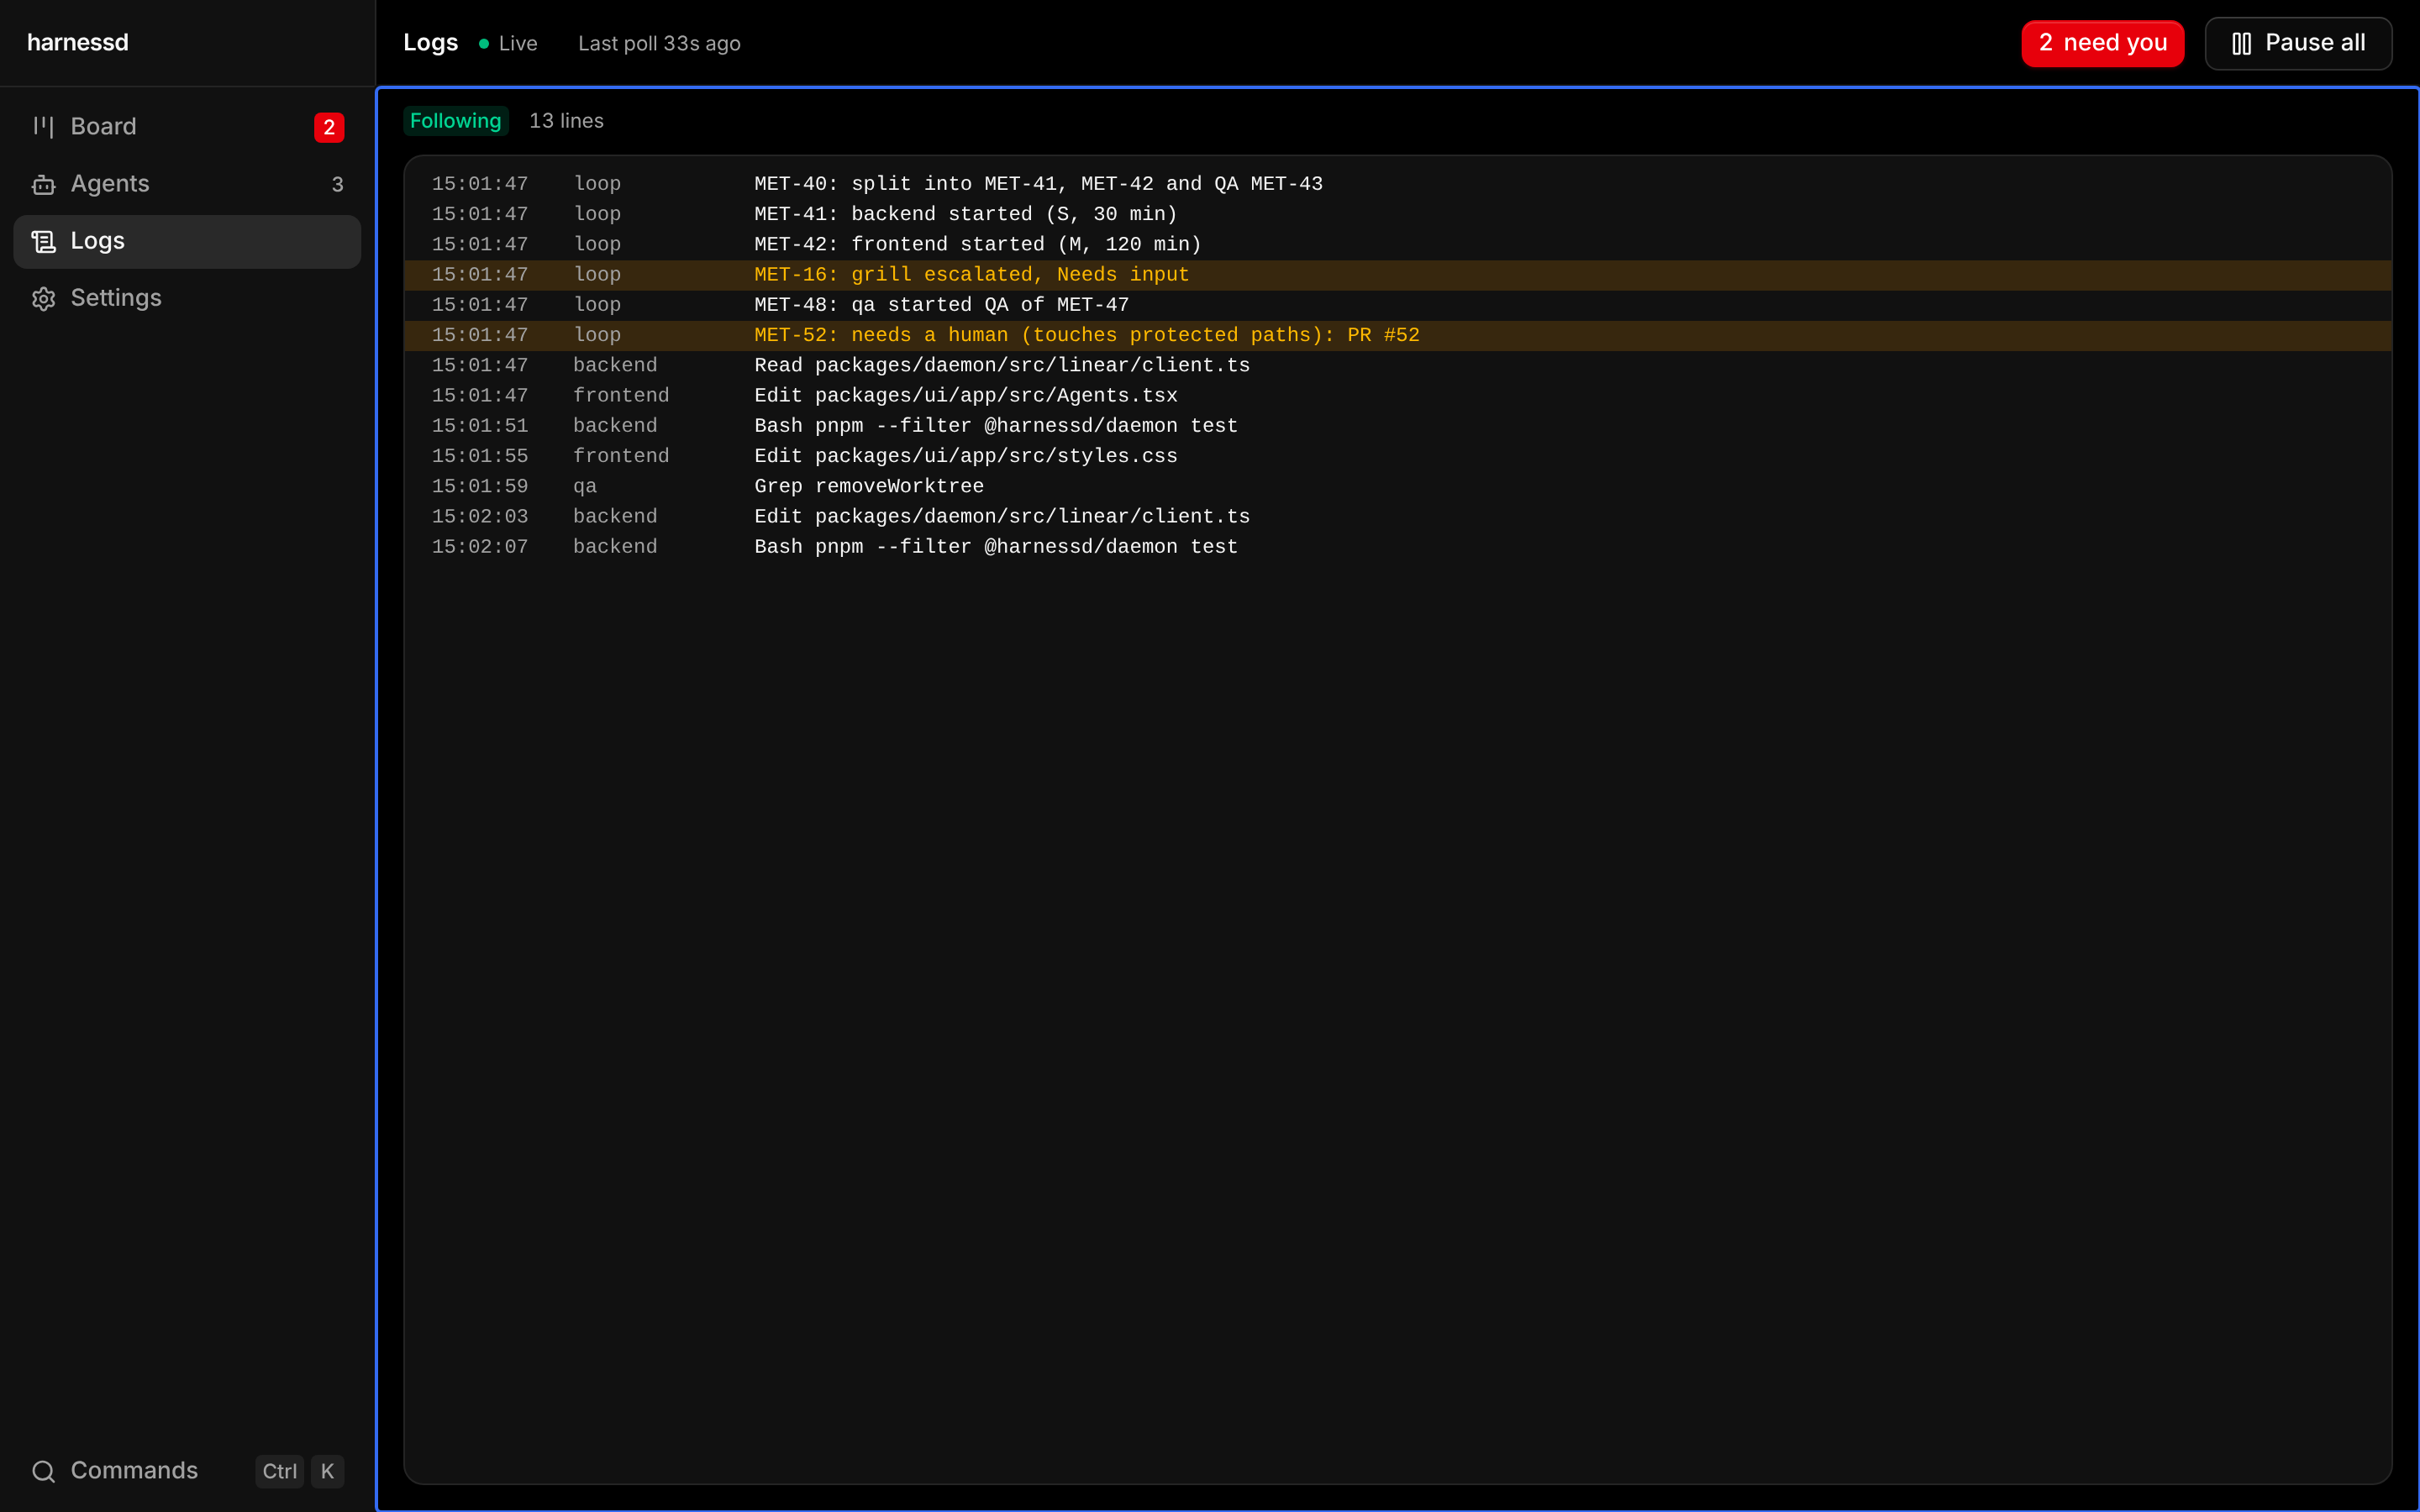 harnessd
Board 2
Agents 3
Logs
Settings
Commands Ctrl K
Logs Live Last poll 33s ago 2 need you Pause all
Following 13 lines
15:01:47 loop MET-40: split into MET-41, MET-42 and QA MET-43
15:01:47 loop MET-41: backend started (S, 30 min)
15:01:47 loop MET-42: frontend started (M, 120 min)
15:01:47 loop MET-16: grill escalated, Needs input
15:01:47 loop MET-48: qa started QA of MET-47
15:01:47 loop MET-52: needs a human (touches protected paths): PR #52
15:01:47 backend Read packages/daemon/src/linear/client.ts
15:01:47 frontend Edit packages/ui/app/src/Agents.tsx
15:01:51 backend Bash pnpm --filter @harnessd/daemon test
15:01:55 frontend Edit packages/ui/app/src/styles.css
15:01:59 qa Grep removeWorktree
15:02:03 backend Edit packages/daemon/src/linear/client.ts
15:02:07 backend Bash pnpm --filter @harnessd/daemon test